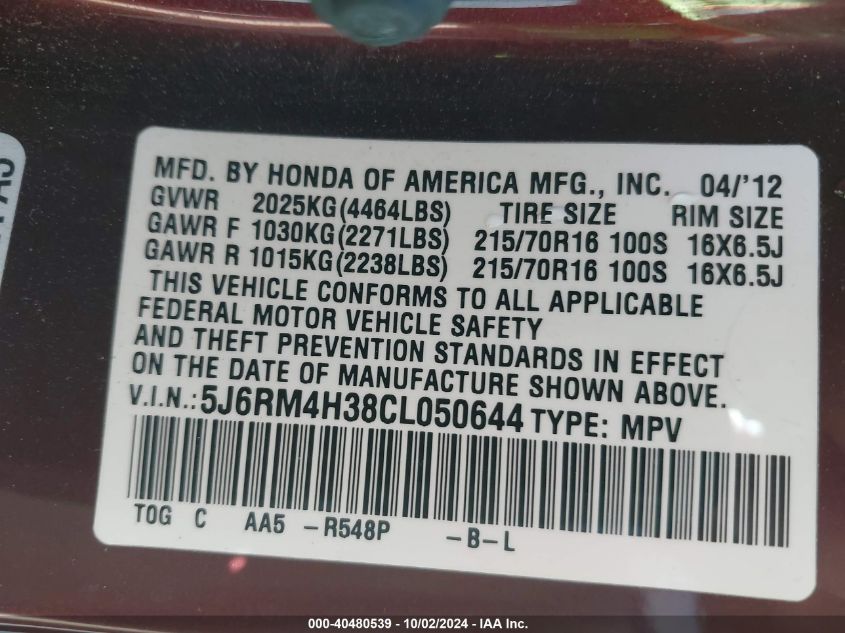 MFD. BY HONDA OF AMERICA MFG., INC. 04/'12
GVWR 2025KG(4464LBS) TIRE SIZE RIM SIZE
GAWR F 1030KG(2271LBS) 215/70R16 100S 16X6.5J
GAWR R 1015KG(2238LBS) 215/70R16 100S 16X6.5J
THIS VEHICLE CONFORMS TO ALL APPLICABLE
FEDERAL MOTOR VEHICLE SAFETY
AND THEFT PREVENTION STANDARDS IN EFFECT
ON THE DATE OF MANUFACTURE SHOWN ABOVE.
V.I.N.: 5J6RM4H38CL050644 TYPE: MPV
TOG C AA5 -R548P -B-L
000-40480539 - 10/02/2024 - IAA Inc.